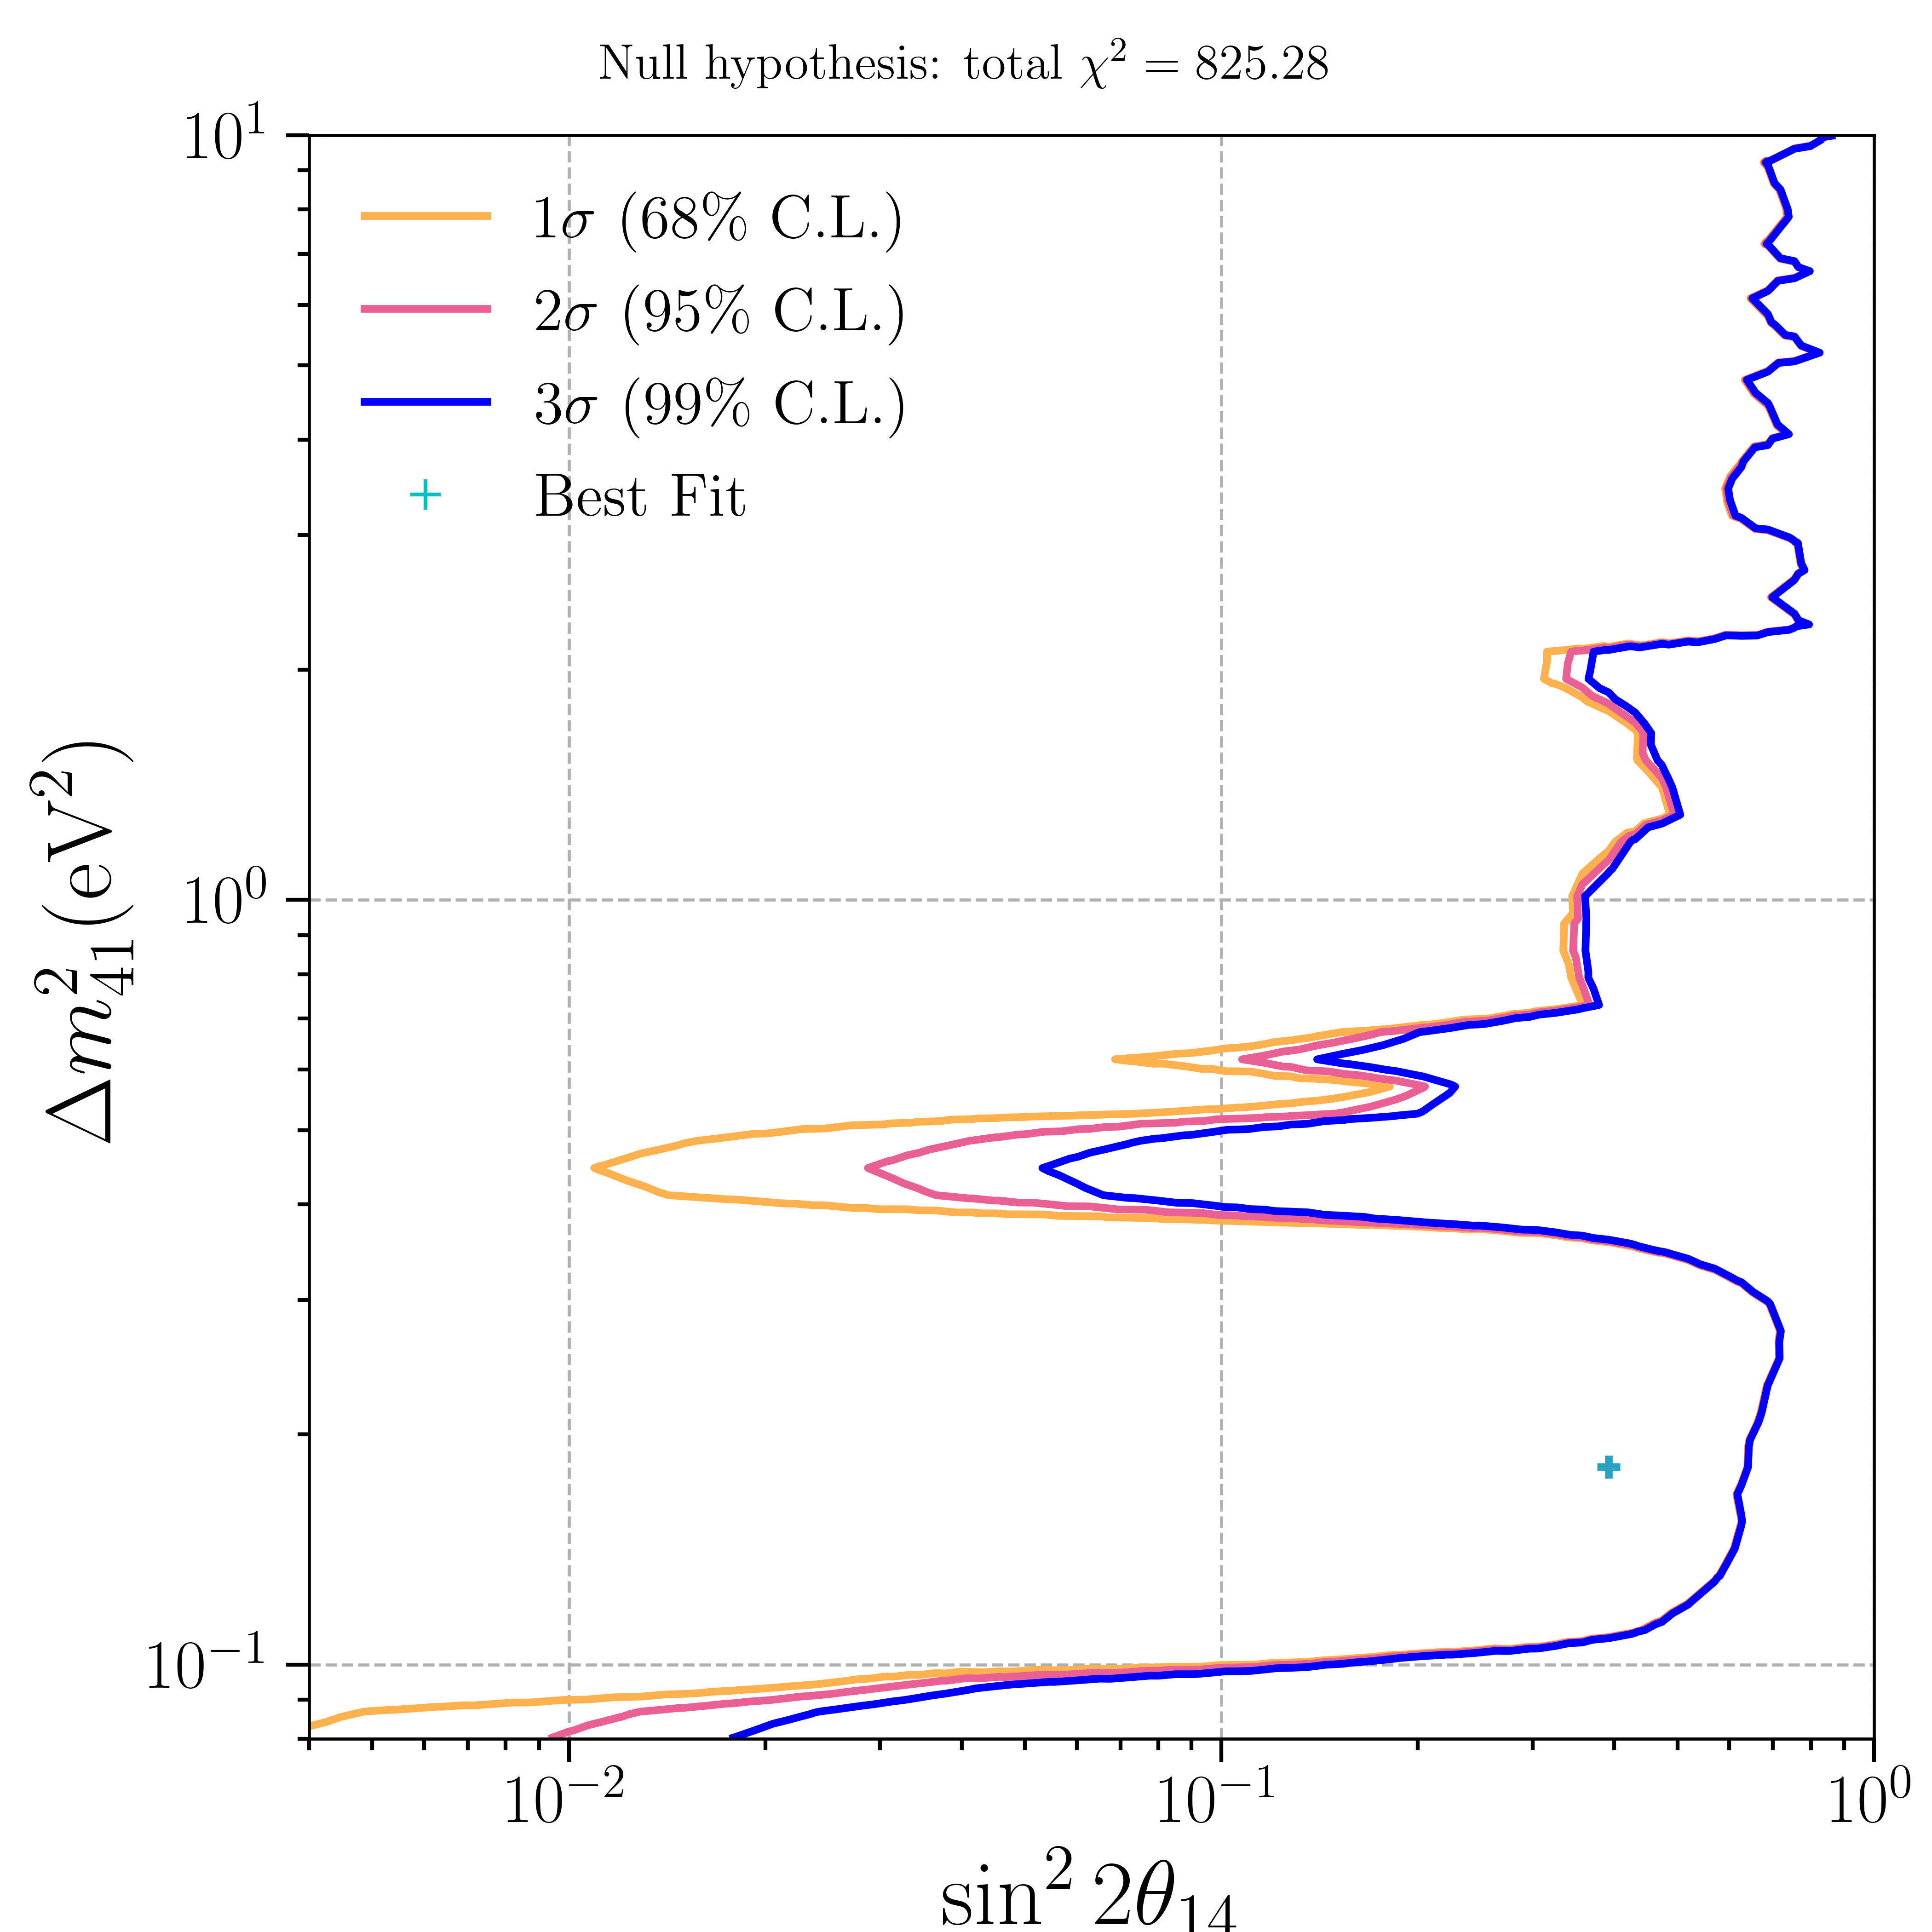 Null hypothesis: total χ² = 825.28
10¹
1σ (68% C.L.)
2σ (95% C.L.)
3σ (99% C.L.)
Best Fit
Δm²₄₁(eV²)
10⁰
10⁻¹
10⁻² 10⁻¹ 10⁰
sin² 2θ₁₄